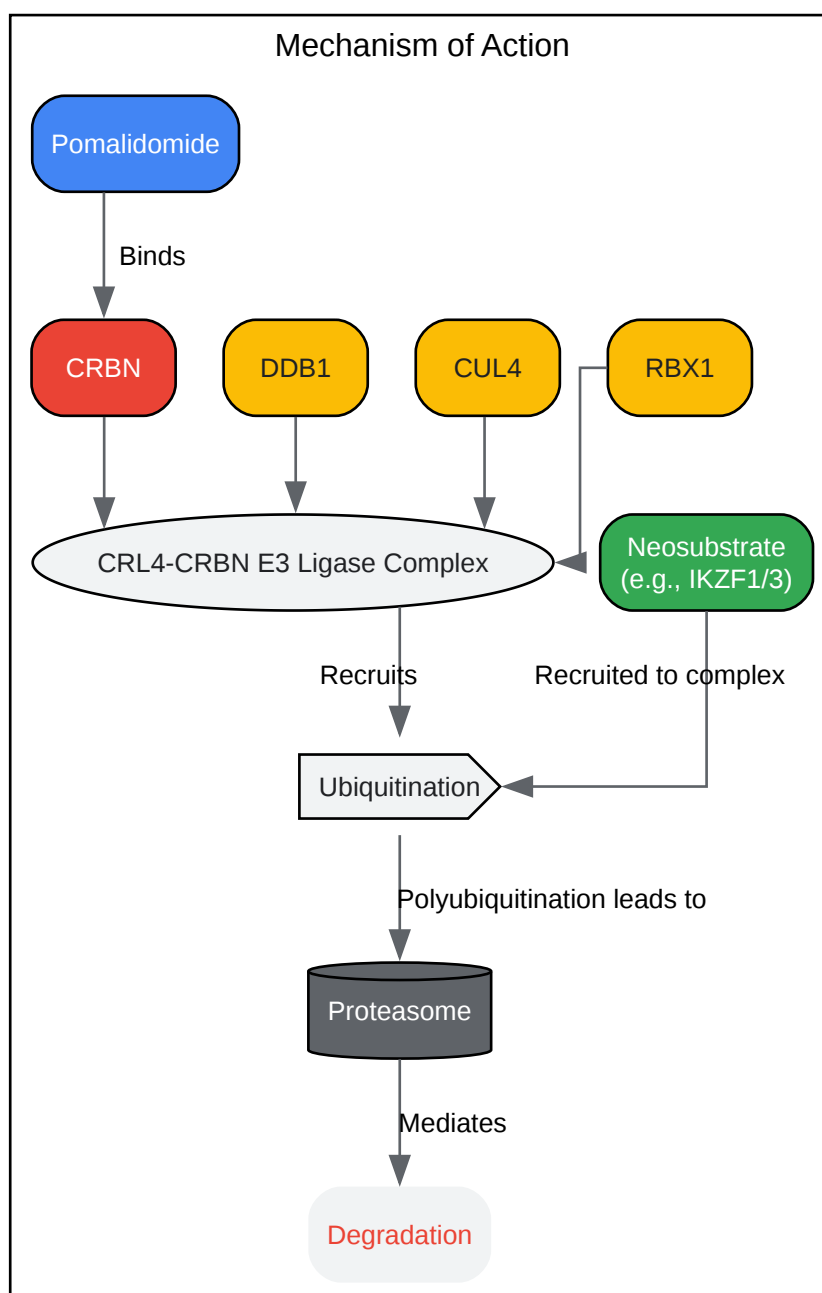 Mechanism of Action
Pomalidomide
Binds
CRBN
DDB1
CUL4
RBX1
CRL4-CRBN E3 Ligase Complex
Neosubstrate
(e.g., IKZF1/3)
Recruits
Recruited to complex
Ubiquitination
Polyubiquitination leads to
Proteasome
Mediates
Degradation